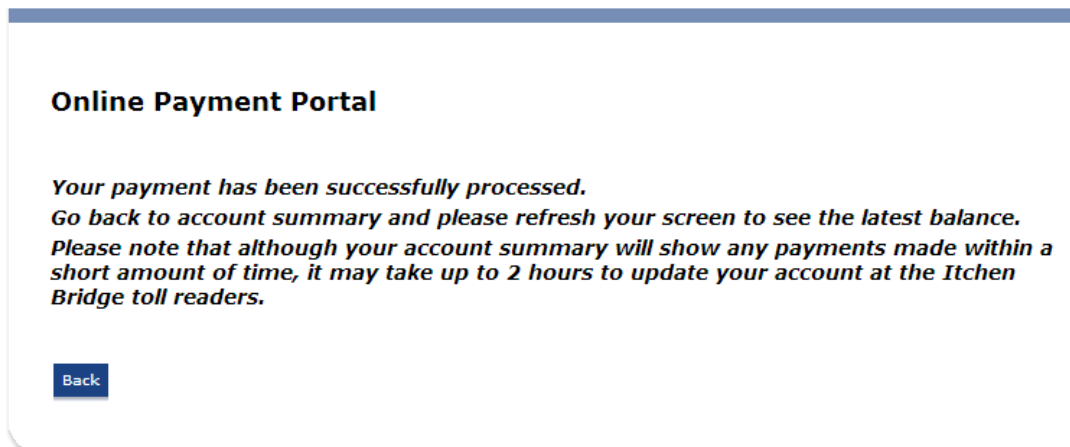 Online Payment Portal
Your payment has been successfully processed.
Go back to account summary and please refresh your screen to see the latest balance.
Please note that although your account summary will show any payments made within a
short amount of time, it may take up to 2 hours to update your account at the Itchen
Bridge toll readers.
Back